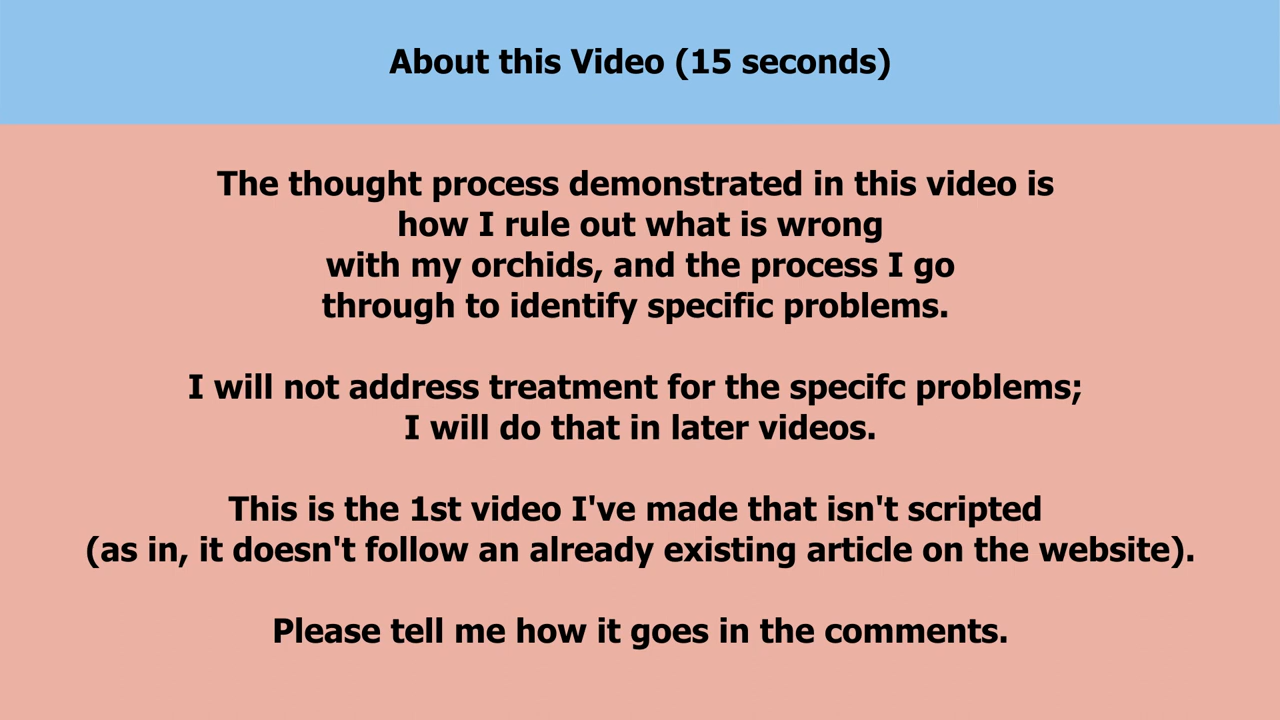 About this Video (15 seconds)
The thought process demonstrated in this video is
how I rule out what is wrong
with my orchids, and the process I go
through to identify specific problems.
I will not address treatment for the specifc problems;
I will do that in later videos.
This is the 1st video I've made that isn't scripted
(as in, it doesn't follow an already existing article on the website).
Please tell me how it goes in the comments.